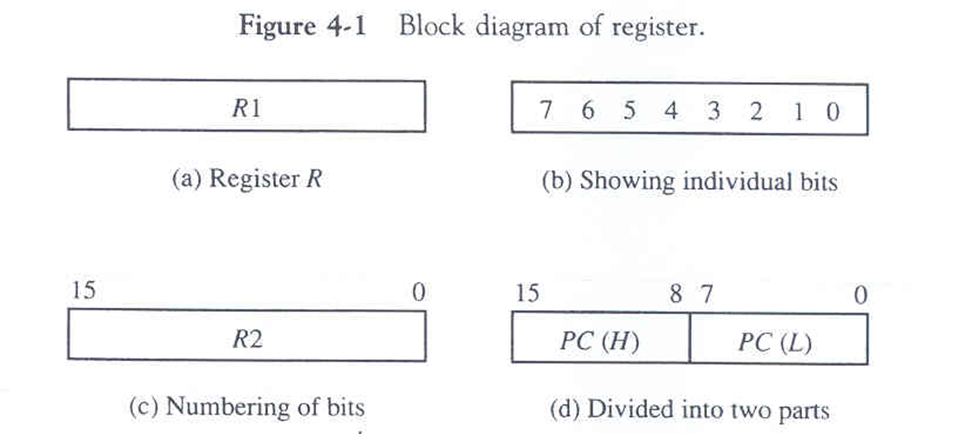 Figure 4-1 Block diagram of register.
R1
7 6 5 4 3 2 1 0
(a) Register R
(b) Showing individual bits
15 0
15 8 7 0
R2
PC (H) PC (L)
(c) Numbering of bits
(d) Divided into two parts